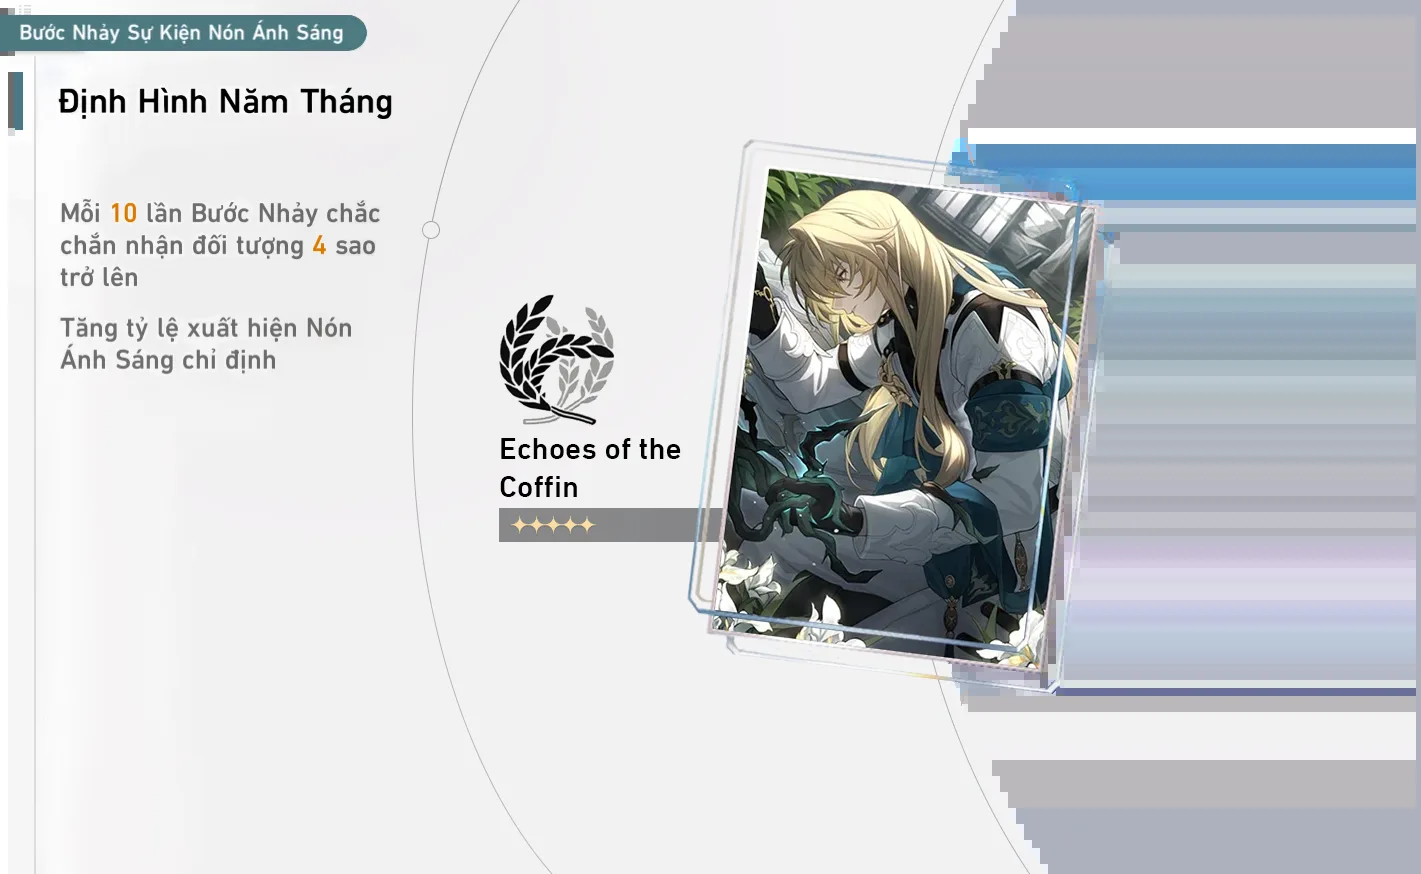 Bước Nhảy Sự Kiện Nón Ánh Sáng
Định Hình Năm Tháng
Mỗi 10 lần Bước Nhảy chắc
chắn nhận đối tượng 4 sao
trở lên
Tăng tỷ lệ xuất hiện Nón
Ánh Sáng chỉ định
Echoes of the
Coffin